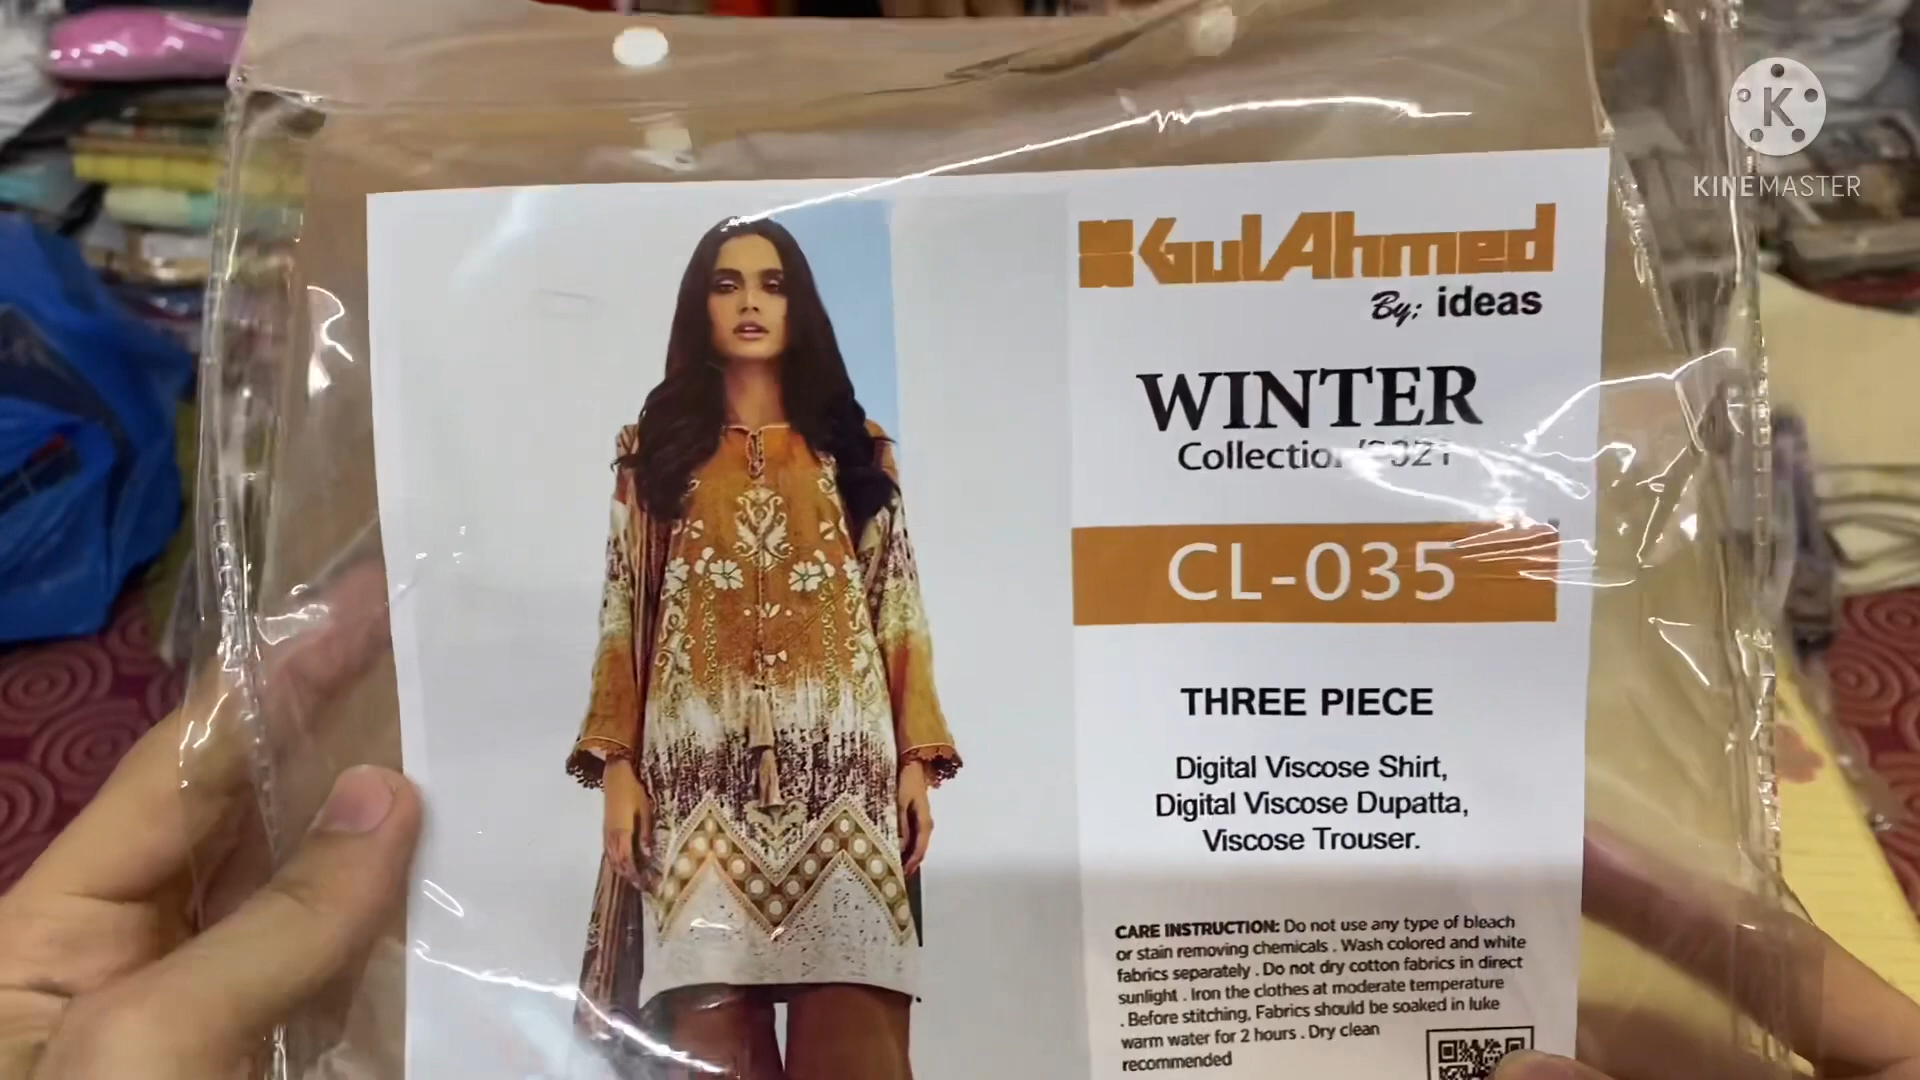 KINEMASTER
GulAhmed
By; ideas
WINTER
Collection 2021
CL-035
THREE PIECE
Digital Viscose Shirt,
Digital Viscose Dupatta,
Viscose Trouser.
CARE INSTRUCTION: Do not use any type of bleach
or stain removing chemicals . Wash colored and white
fabrics separately . Do not dry cotton fabrics in direct
sunlight . Iron the clothes at moderate temperature
. Before stitching, Fabrics should be soaked in luke
warm water for 2 hours . Dry clean
recommended